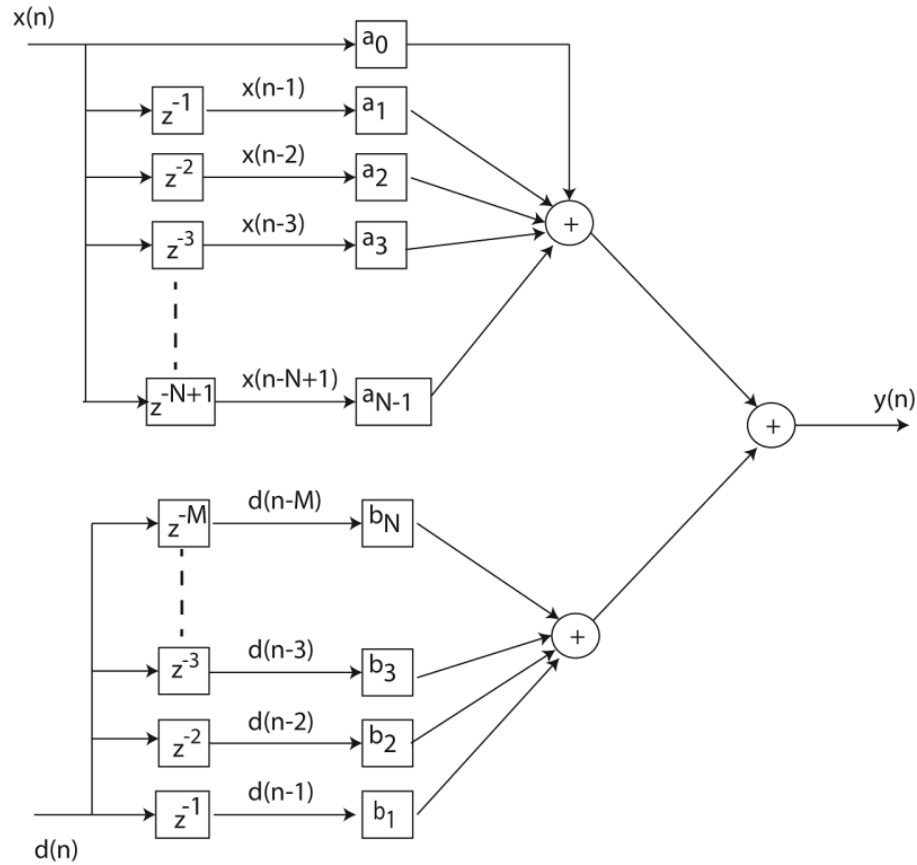 x(n)
a0
z-1 x(n-1) a1
z-2 x(n-2) a2
z-3 x(n-3) a3
+
z-N+1 x(n-N+1) aN-1
+ y(n)
z-M d(n-M) bN
+
z-3 d(n-3) b3
z-2 d(n-2) b2
z-1 d(n-1) b1
d(n)